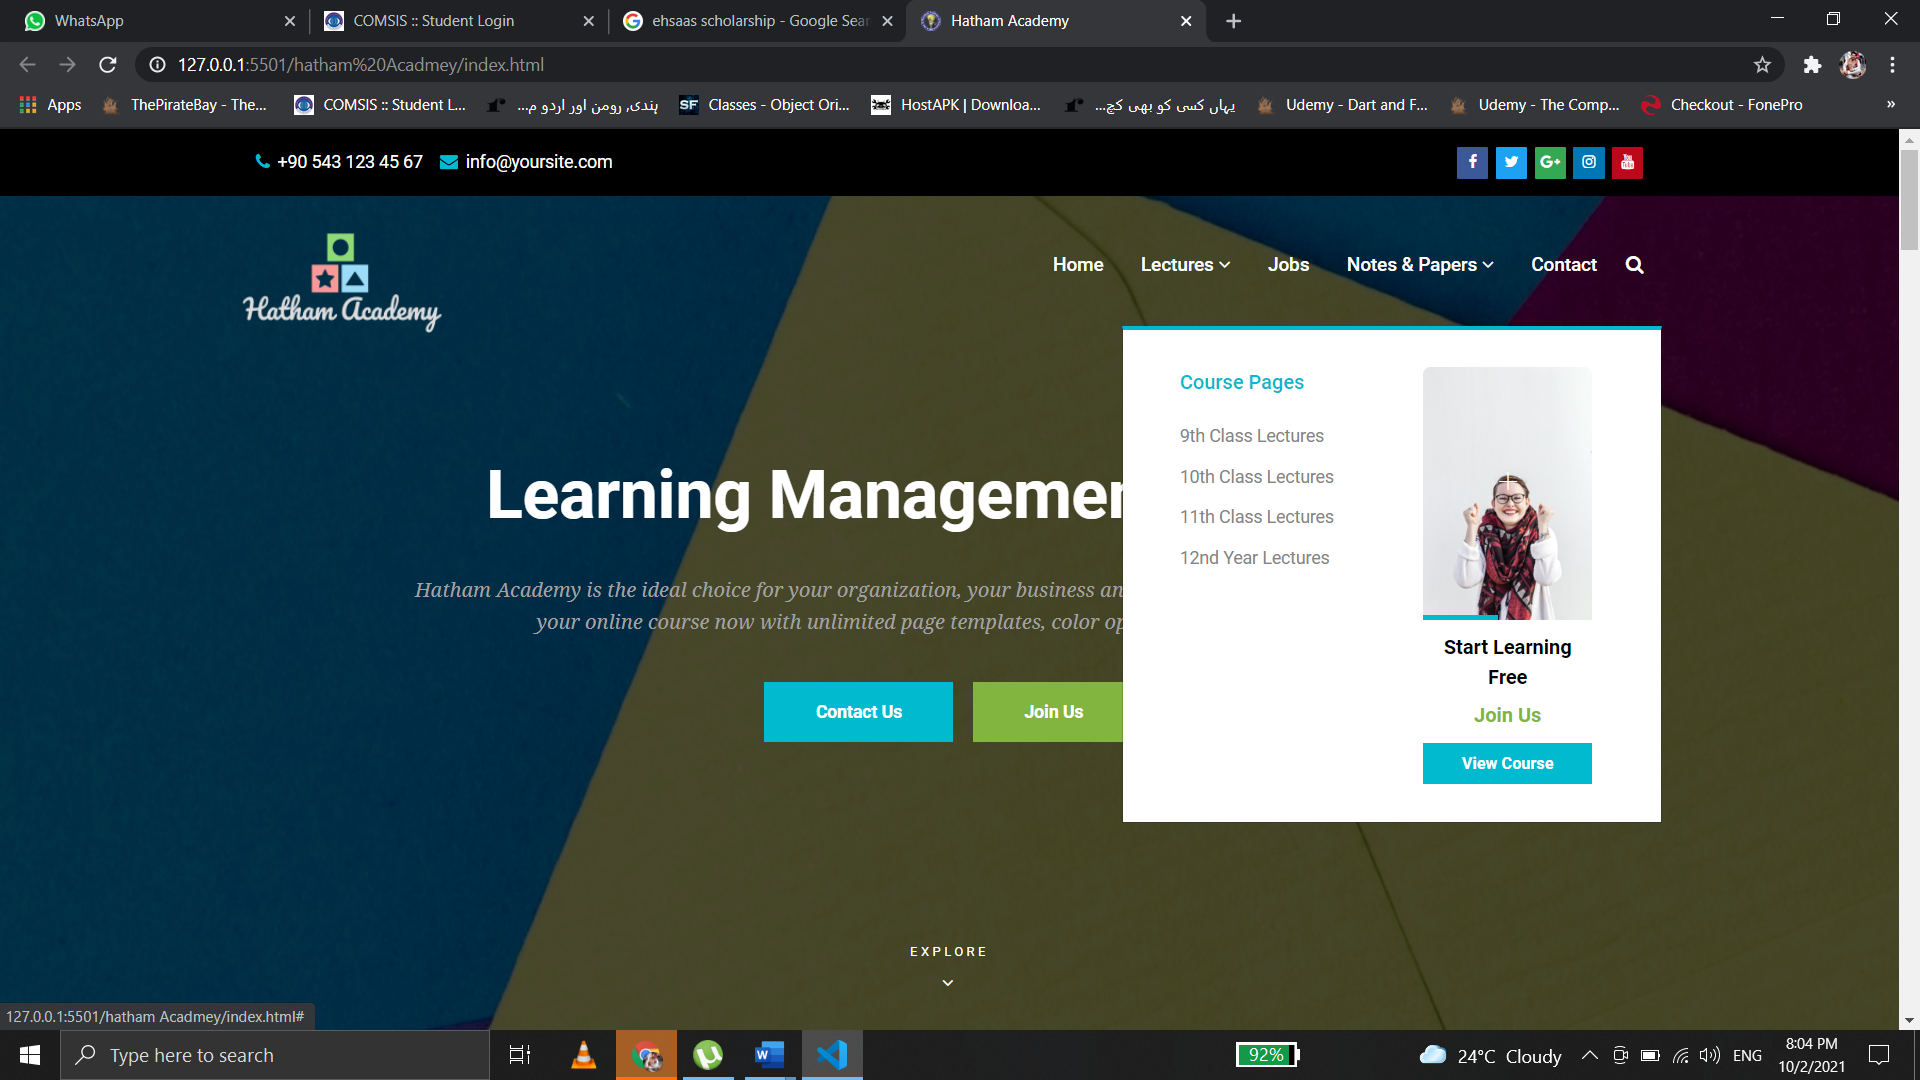 WhatsApp
COMSIS :: Student Login
ehsaas scholarship - Google Sear
Hatham Academy
127.0.0.1:5501/hatham%20Acadmey/index.html
Apps
ThePirateBay - The...
COMSIS :: Student L...
ہندی, رومن اور اردو م...
SF
Classes - Object Ori...
HostAPK | Downloa...
یہاں کسی کو بھی کچ...
Udemy - Dart and F...
Udemy - The Comp...
Checkout - FonePro
»
+90 543 123 45 67
info@yoursite.com
Hatham Academy
Home
Lectures
Jobs
Notes & Papers
Contact
Course Pages
9th Class Lectures
10th Class Lectures
11th Class Lectures
12nd Year Lectures
Start Learning
Free
Join Us
View Course
Learning Managemen
Hatham Academy is the ideal choice for your organization, your business an
your online course now with unlimited page templates, color op
Contact Us
Join Us
EXPLORE
127.0.0.1:5501/hatham Acadmey/index.html#
Type here to search
92%
24°C Cloudy
ENG
8:04 PM
10/2/2021